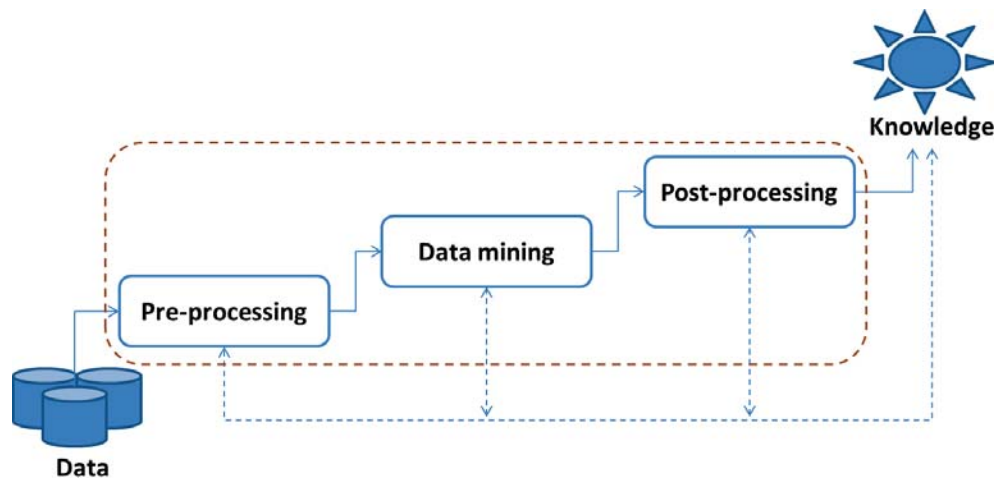 Knowledge
Post-processing
Data mining
Pre-processing
Data